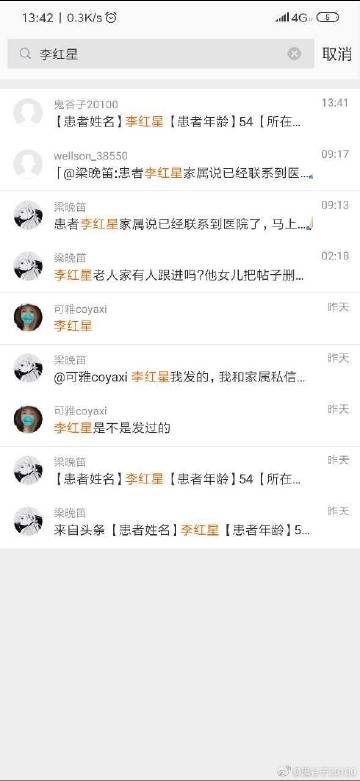 13:42 | 0.3K/s
4G 5
李红星
取消
鬼谷子20100
13:41
【患者姓名】李红星【患者年龄】54【所在...
wellson_38550
09:17
「@梁晚笛:患者李红星家属说已经联系到医...
梁晚笛
09:13
患者李红星家属说已经联系到医院了，马上...
梁晚笛
02:18
李红星老人家有人跟进吗?他女儿把帖子删...
可雅coyaxi
昨天
李红星
梁晚笛
昨天
@可雅coyaxi 李红星我发的，我和家属私信...
可雅coyaxi
昨天
李红星是不是发过的
梁晚笛
昨天
【患者姓名】李红星【患者年龄】54【所在...
梁晚笛
昨天
来自头条【患者姓名】李红星【患者年龄】5...
@鬼谷子20100